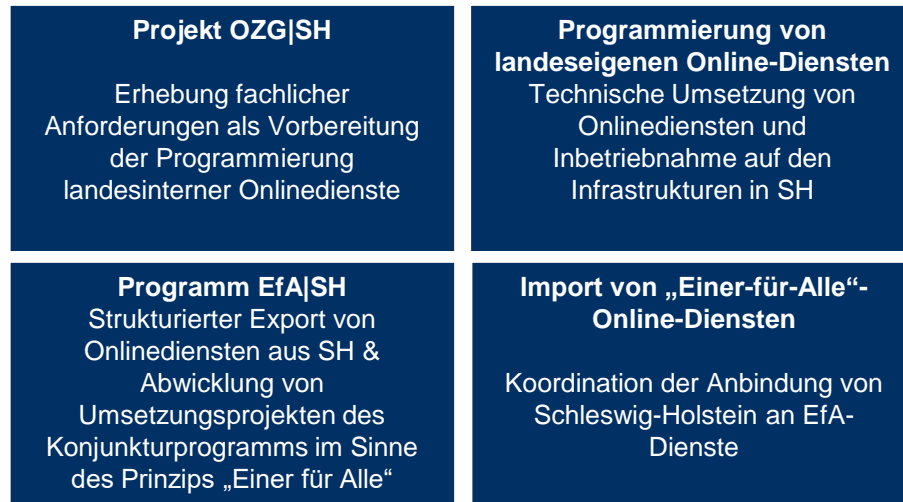 Projekt OZG|SH
Erhebung fachlicher
Anforderungen als Vorbereitung
der Programmierung
landesinterner Onlinedienste
Programmierung von
landeseigenen Online-Diensten
Technische Umsetzung von
Onlinediensten und
Inbetriebnahme auf den
Infrastrukturen in SH
Programm EfA|SH
Strukturierter Export von
Onlinediensten aus SH &
Abwicklung von
Umsetzungsprojekten des
Konjunkturprogramms im Sinne
des Prinzips „Einer für Alle“
Import von „Einer-für-Alle“-
Online-Diensten
Koordination der Anbindung von
Schleswig-Holstein an EfA-
Dienste